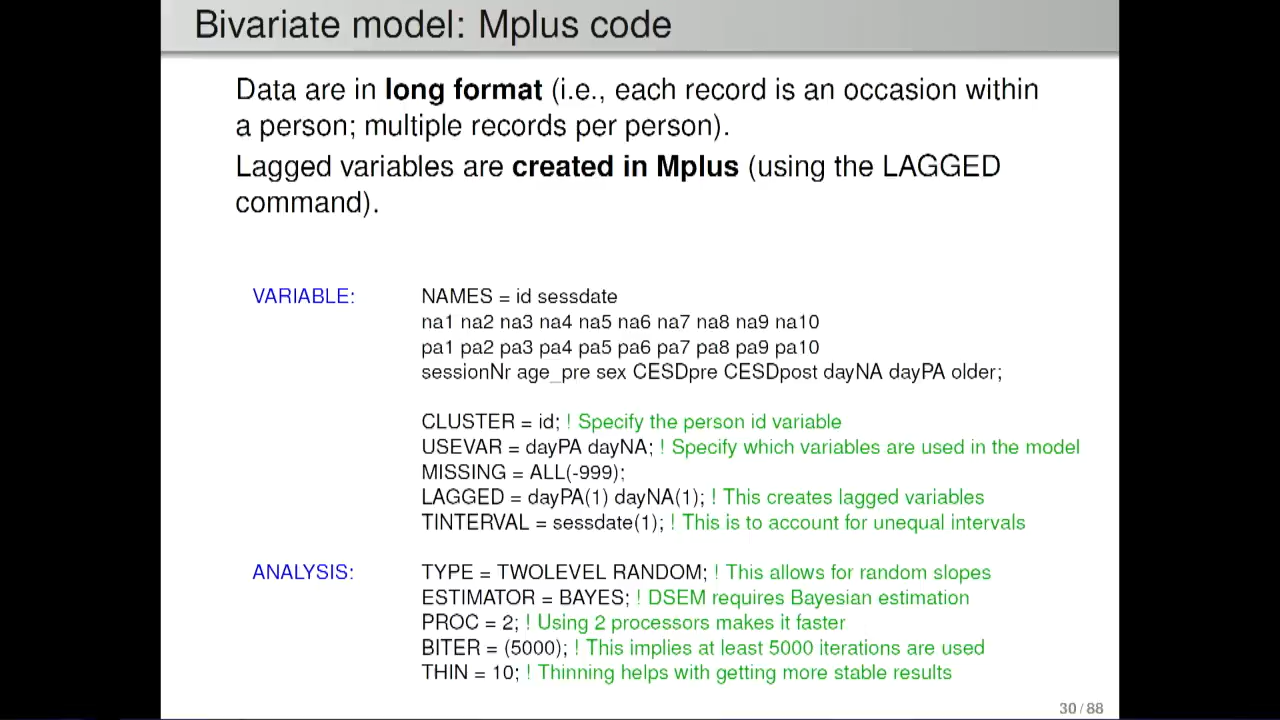 Bivariate model: Mplus code
Data are in long format (i.e., each record is an occasion within
a person; multiple records per person).
Lagged variables are created in Mplus (using the LAGGED
command).
VARIABLE: NAMES = id sessdate
na1 na2 na3 na4 na5 na6 na7 na8 na9 na10
pa1 pa2 pa3 pa4 pa5 pa6 pa7 pa8 pa9 pa10
sessionNr age_pre sex CESDpre CESDpost dayNA dayPA older;
CLUSTER = id; ! Specify the person id variable
USEVAR = dayPA dayNA; ! Specify which variables are used in the model
MISSING = ALL(-999);
LAGGED = dayPA(1) dayNA(1); ! This creates lagged variables
TINTERVAL = sessdate(1); ! This is to account for unequal intervals
ANALYSIS: TYPE = TWOLEVEL RANDOM; ! This allows for random slopes
ESTIMATOR = BAYES; ! DSEM requires Bayesian estimation
PROC = 2; ! Using 2 processors makes it faster
BITER = (5000); ! This implies at least 5000 iterations are used
THIN = 10; ! Thinning helps with getting more stable results
30 / 88